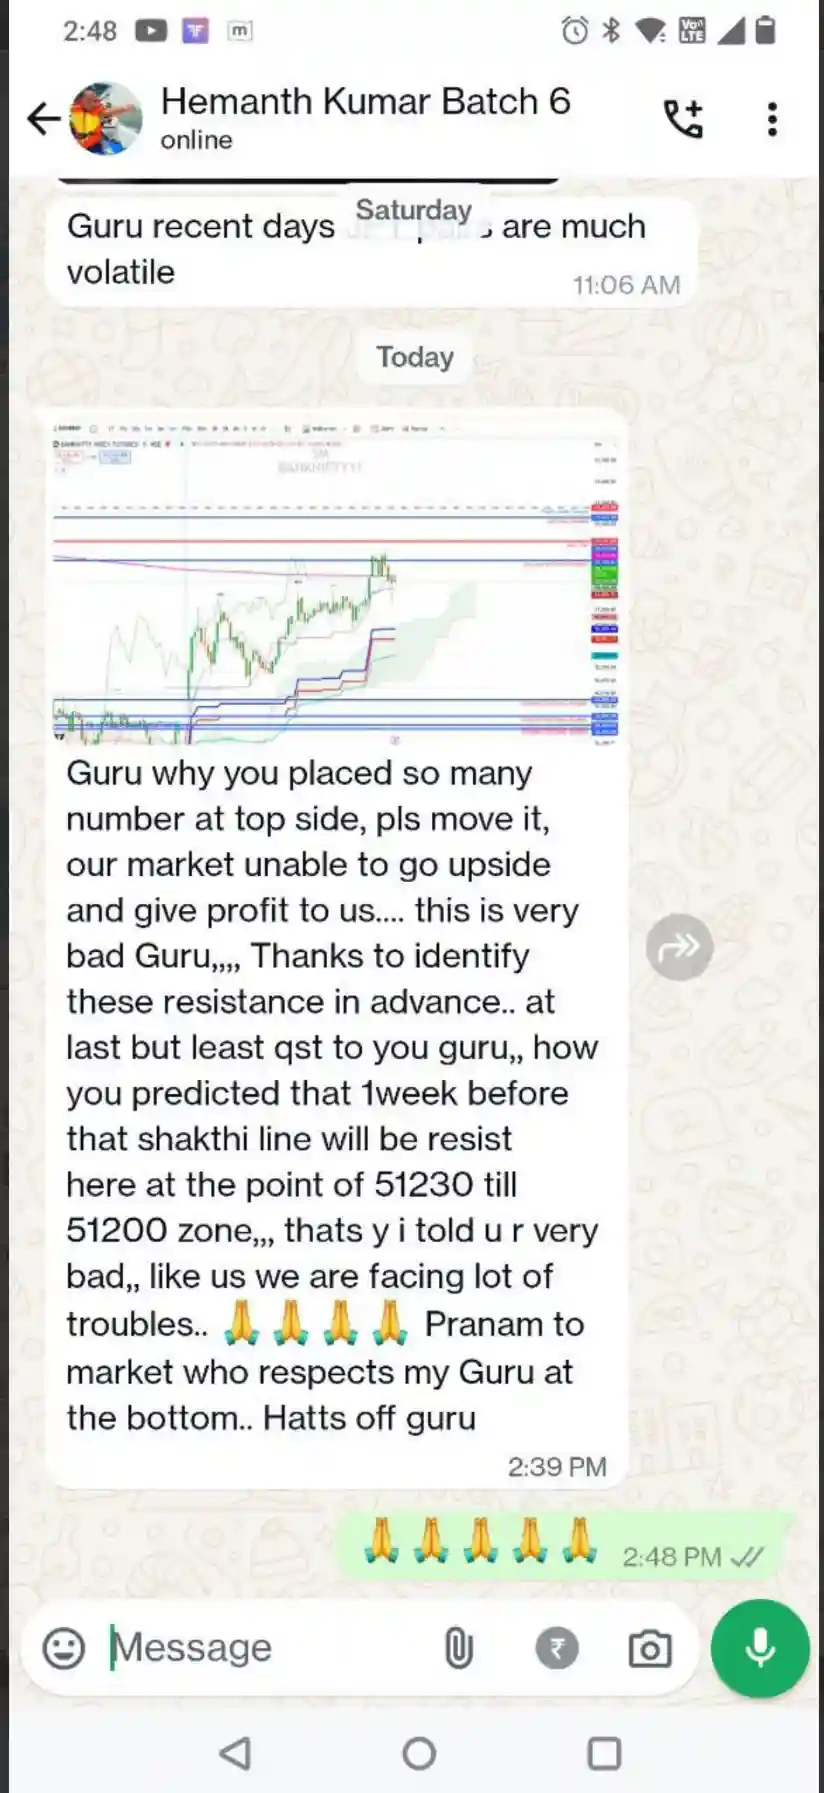 2:48
m
Vo))
LTE
Hemanth Kumar Batch 6
online
Saturday
Guru recent days are much
volatile
11:06 AM
Today
5M
BANKNIFTY1!
Guru why you placed so many
number at top side, pls move it,
our market unable to go upside
and give profit to us.... this is very
bad Guru,,,, Thanks to identify
these resistance in advance.. at
last but least qst to you guru,, how
you predicted that 1week before
that shakthi line will be resist
here at the point of 51230 till
51200 zone,,, thats y i told u r very
bad,, like us we are facing lot of
troubles.. 🙏 🙏 🙏 🙏 Pranam to
market who respects my Guru at
the bottom.. Hatts off guru
2:39 PM
🙏 🙏 🙏 🙏 🙏 2:48 PM
Message
₹